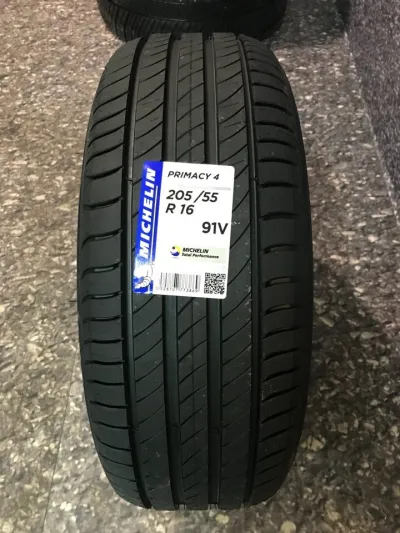 MICHELIN
PRIMACY 4
205 /55
R 16
91V
MICHELIN
Total Performance